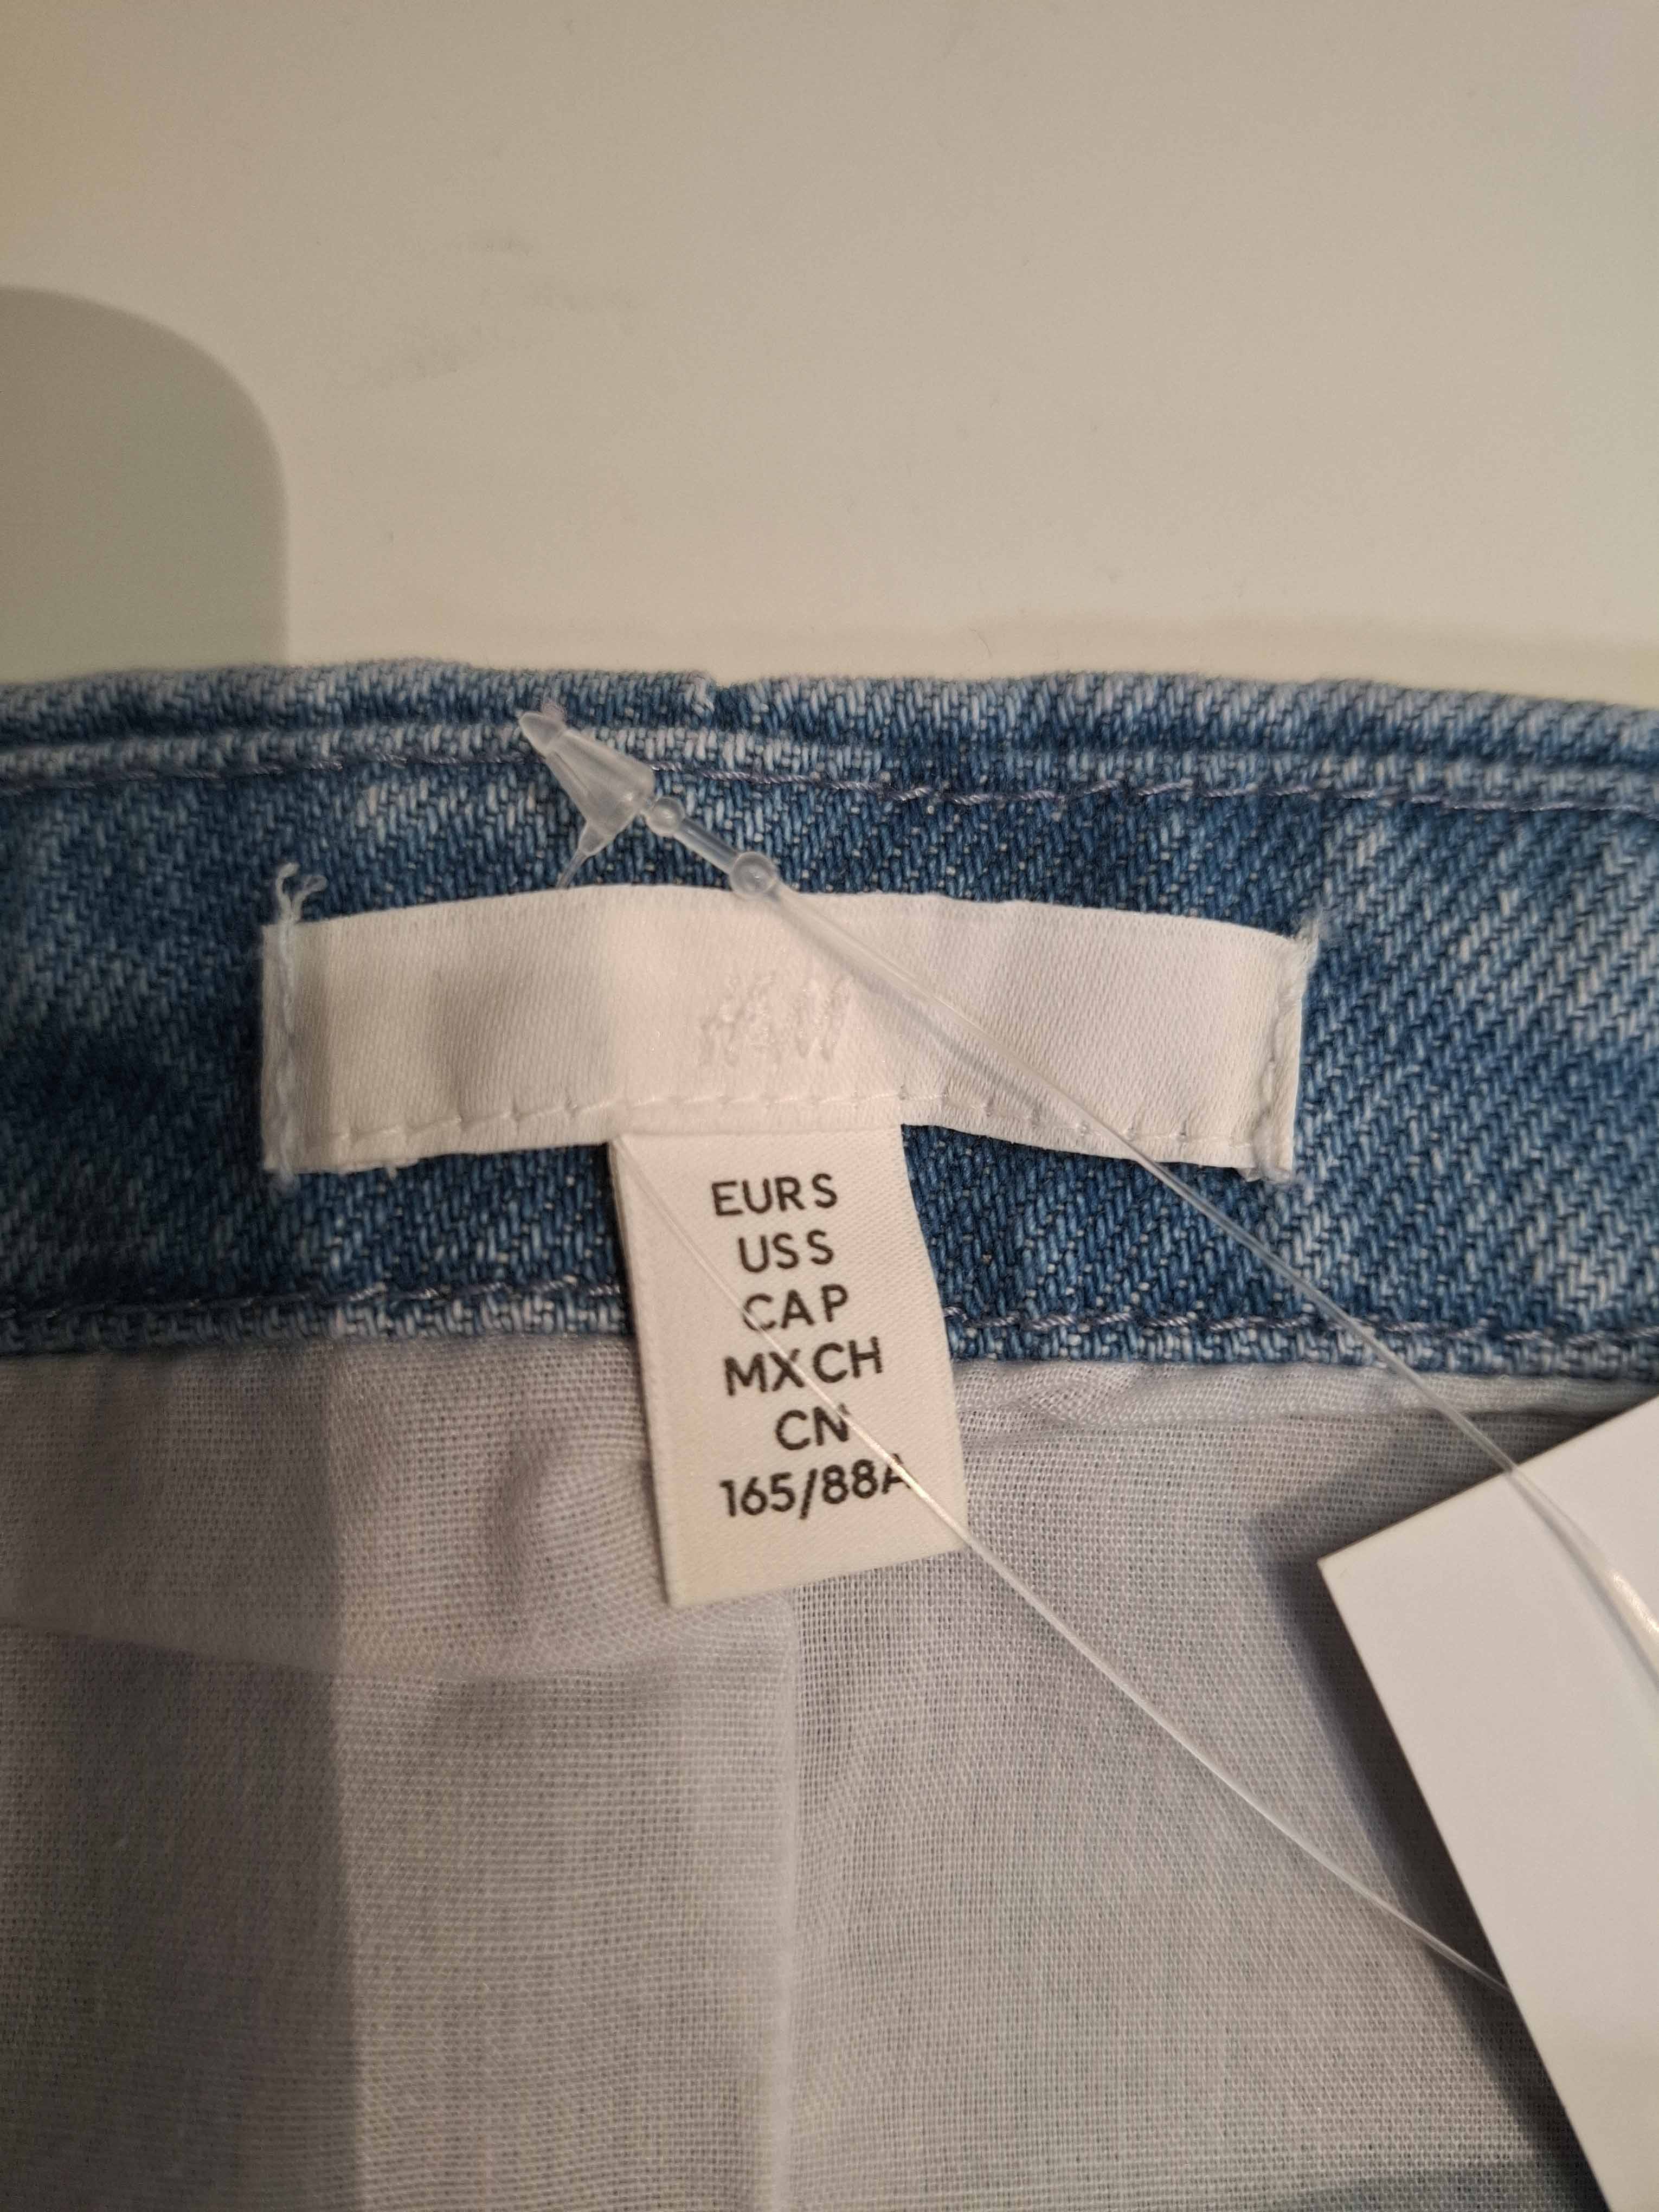 H&M
EUR S
US S
CA P
MX CH
CN
165/88A